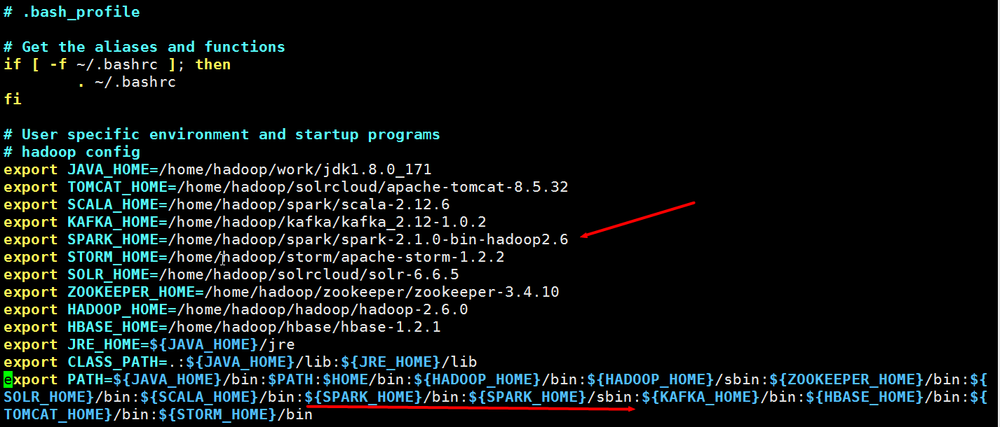 # .bash_profile
# Get the aliases and functions
if [ -f ~/.bashrc ]; then
        . ~/.bashrc
fi
# User specific environment and startup programs
# hadoop config
export JAVA_HOME=/home/hadoop/work/jdk1.8.0_171
export TOMCAT_HOME=/home/hadoop/solrcloud/apache-tomcat-8.5.32
export SCALA_HOME=/home/hadoop/spark/scala-2.12.6
export KAFKA_HOME=/home/hadoop/kafka/kafka_2.12-1.0.2
export SPARK_HOME=/home/hadoop/spark/spark-2.1.0-bin-hadoop2.6
export STORM_HOME=/home/hadoop/storm/apache-storm-1.2.2
export SOLR_HOME=/home/hadoop/solrcloud/solr-6.6.5
export ZOOKEEPER_HOME=/home/hadoop/zookeeper/zookeeper-3.4.10
export HADOOP_HOME=/home/hadoop/hadoop/hadoop-2.6.0
export HBASE_HOME=/home/hadoop/hbase/hbase-1.2.1
export JRE_HOME=${JAVA_HOME}/jre
export CLASS_PATH=.:${JAVA_HOME}/lib:${JRE_HOME}/lib
export PATH=${JAVA_HOME}/bin:$PATH:$HOME/bin:${HADOOP_HOME}/bin:${HADOOP_HOME}/sbin:${ZOOKEEPER_HOME}/bin:${
SOLR_HOME}/bin:${SCALA_HOME}/bin:${SPARK_HOME}/bin:${SPARK_HOME}/sbin:${KAFKA_HOME}/bin:${HBASE_HOME}/bin:${
TOMCAT_HOME}/bin:${STORM_HOME}/bin